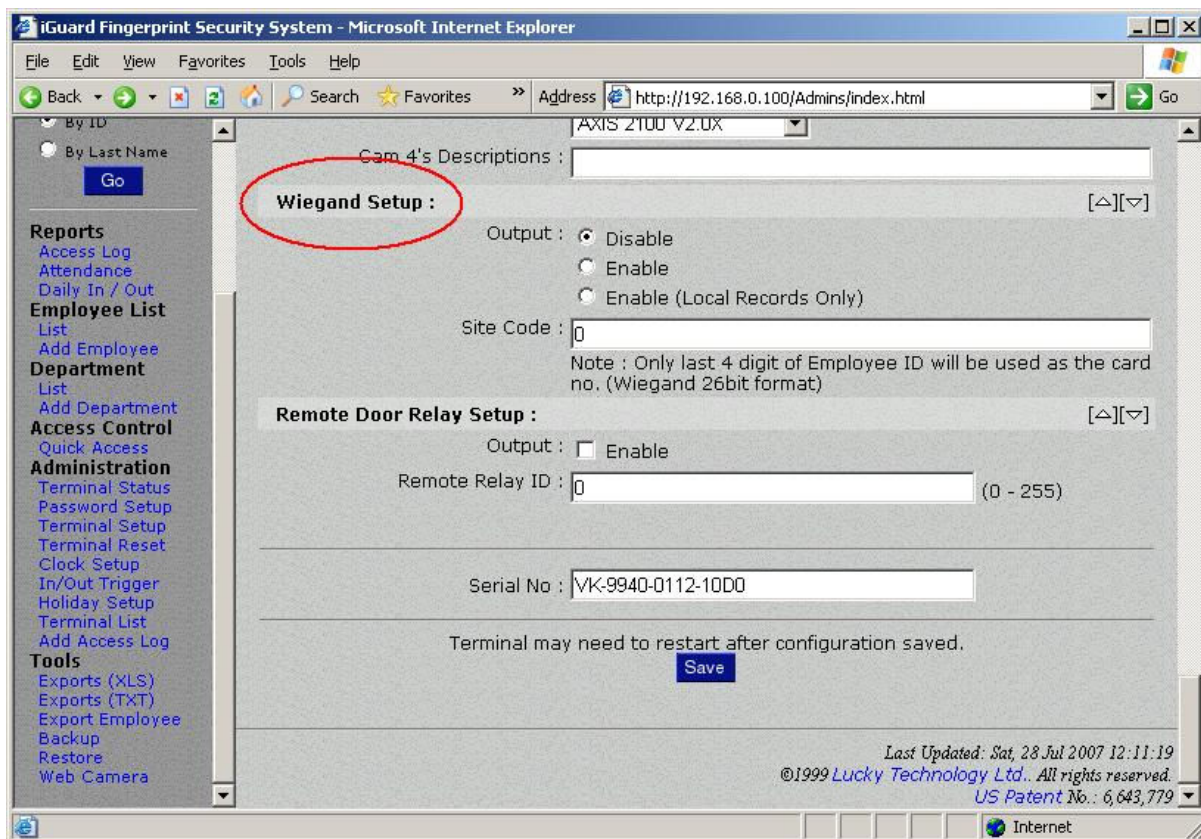 iGuard Fingerprint Security System - Microsoft Internet Explorer
File Edit View Favorites Tools Help
Back Search Favorites » Address http://192.168.0.100/Admins/index.html Go
By ID
By Last Name
Go
Reports
Access Log
Attendance
Daily In / Out
Employee List
List
Add Employee
Department
List
Add Department
Access Control
Quick Access
Administration
Terminal Status
Password Setup
Terminal Setup
Terminal Reset
Clock Setup
In/Out Trigger
Holiday Setup
Terminal List
Add Access Log
Tools
Exports (XLS)
Exports (TXT)
Export Employee
Backup
Restore
Web Camera
AXIS 2100 V2.0X
Cam 4's Descriptions :
Wiegand Setup : [△][▽]
Output : Disable
Enable
Enable (Local Records Only)
Site Code : 0
Note : Only last 4 digit of Employee ID will be used as the card
no. (Wiegand 26bit format)
Remote Door Relay Setup : [△][▽]
Output : Enable
Remote Relay ID : 0 (0 - 255)
Serial No : VK-9940-0112-10D0
Terminal may need to restart after configuration saved.
Save
Last Updated: Sat, 28 Jul 2007 12:11:19
©1999 Lucky Technology Ltd.. All rights reserved.
US Patent No.: 6,643,779
Internet